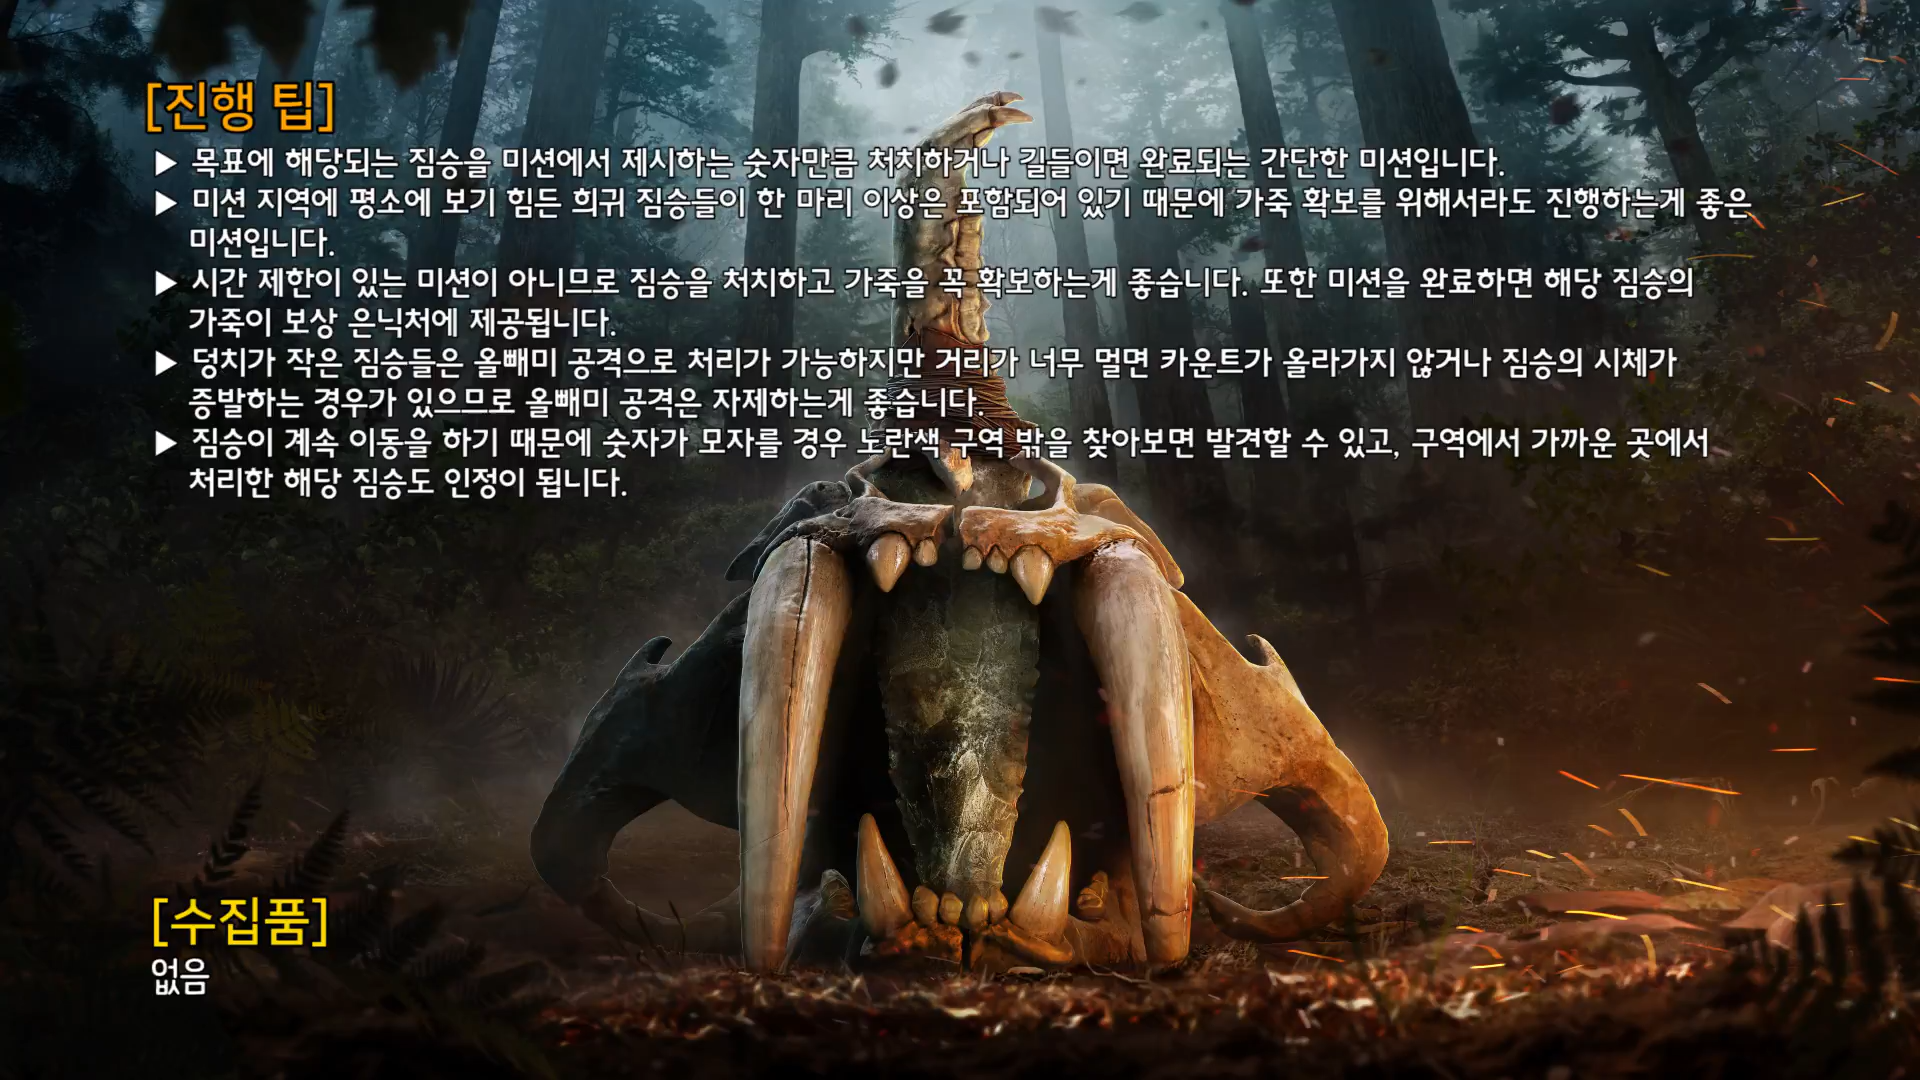 [진행 팁]
▶ 목표에 해당되는 짐승을 미션에서 제시하는 숫자만큼 처치하거나 길들이면 완료되는 간단한 미션입니다.
▶ 미션 지역에 평소에 보기 힘든 희귀 짐승들이 한 마리 이상은 포함되어 있기 때문에 가죽 확보를 위해서라도 진행하는게 좋은
미션입니다.
▶ 시간 제한이 있는 미션이 아니므로 짐승을 처치하고 가죽을 꼭 확보하는게 좋습니다. 또한 미션을 완료하면 해당 짐승의
가죽이 보상 은닉처에 제공됩니다.
▶ 덩치가 작은 짐승들은 올빼미 공격으로 처리가 가능하지만 거리가 너무 멀면 카운트가 올라가지 않거나 짐승의 시체가
증발하는 경우가 있으므로 올빼미 공격은 자제하는게 좋습니다.
▶ 짐승이 계속 이동을 하기 때문에 숫자가 모자를 경우 노란색 구역 밖을 찾아보면 발견할 수 있고, 구역에서 가까운 곳에서
처리한 해당 짐승도 인정이 됩니다.
[수집품]
없음